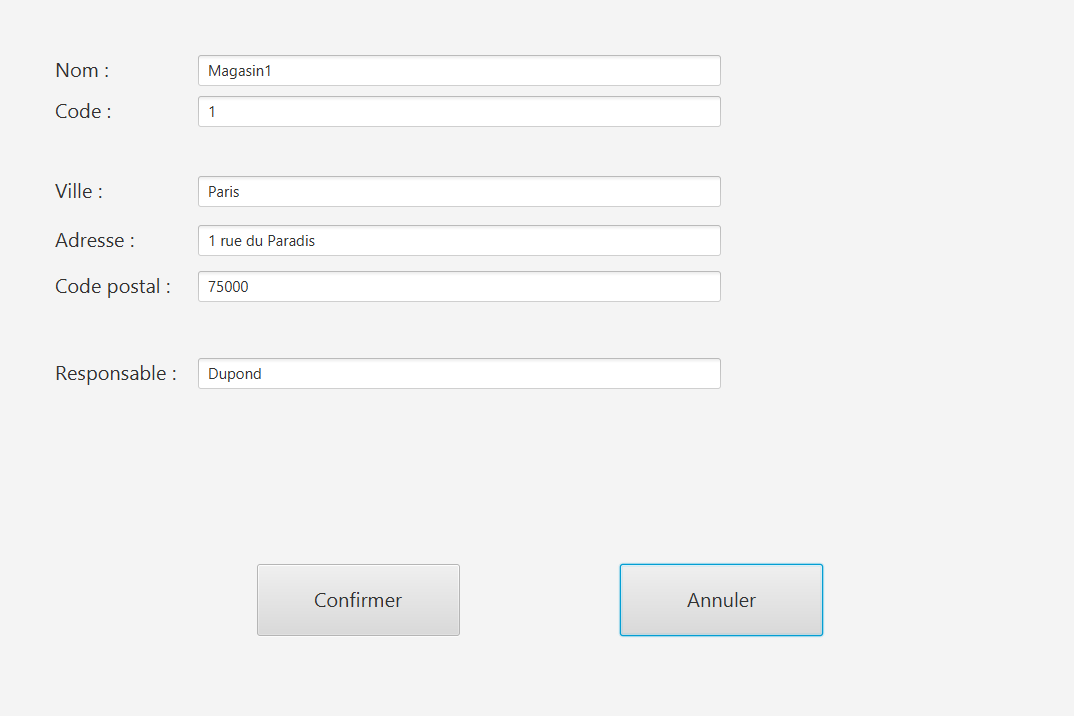 Nom : Magasin1
Code : 1
Ville : Paris
Adresse : 1 rue du Paradis
Code postal : 75000
Responsable : Dupond
Confirmer Annuler